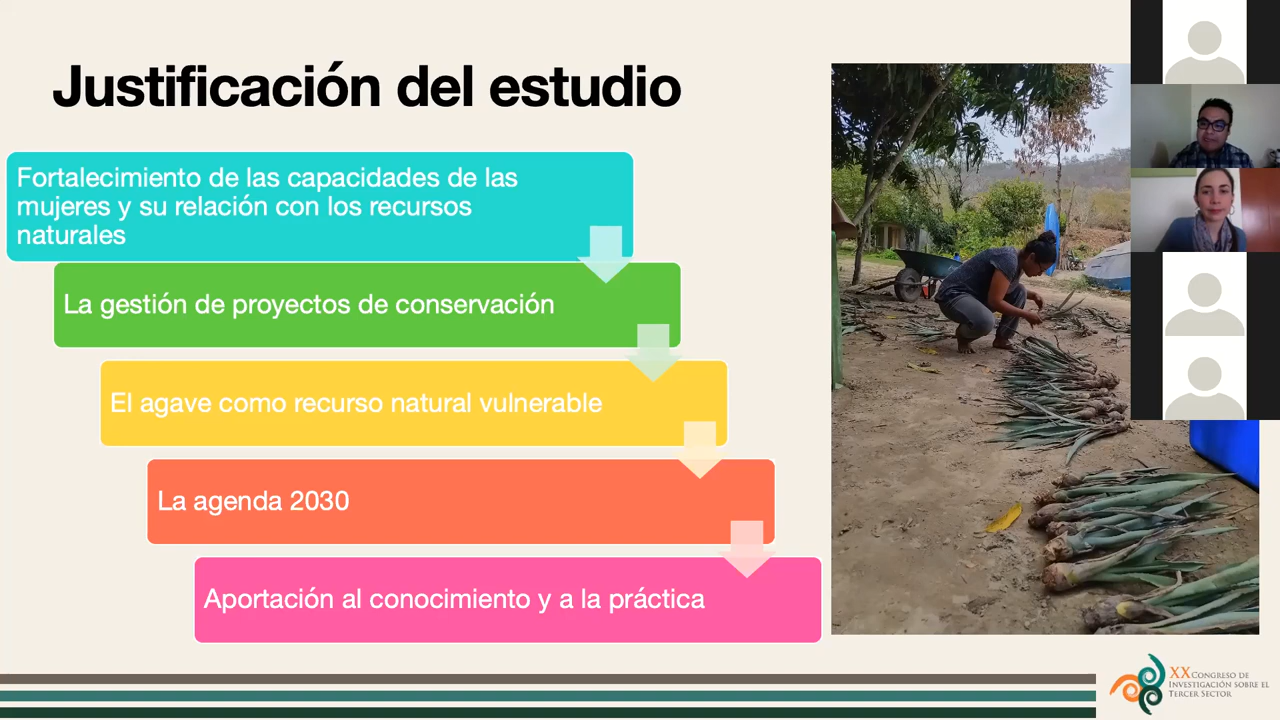 Justificación del estudio
Fortalecimiento de las capacidades de las
mujeres y su relación con los recursos
naturales
La gestión de proyectos de conservación
El agave como recurso natural vulnerable
La agenda 2030
Aportación al conocimiento y a la práctica
XX CONGRESO DE
INVESTIGACIÓN SOBRE EL
TERCER SECTOR